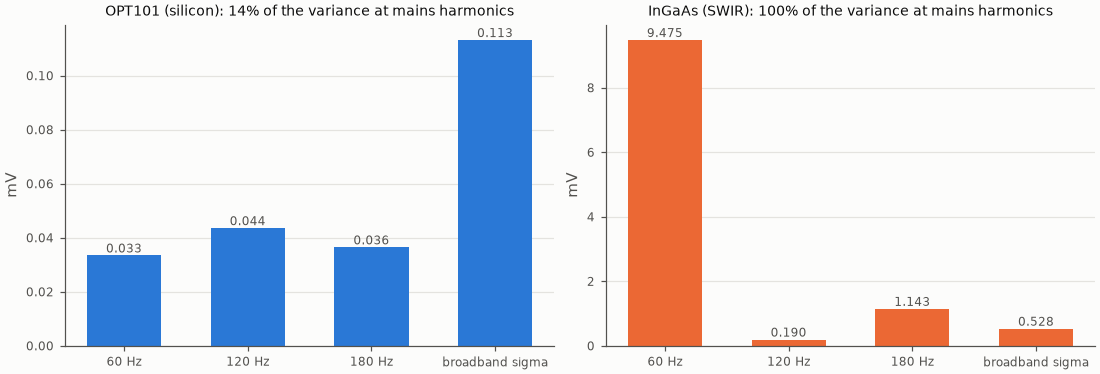 OPT101 (silicon): 14% of the variance at mains harmonics
mV
0.10
0.08
0.06
0.04
0.02
0.00
0.033
0.044
0.036
0.113
60 Hz
120 Hz
180 Hz
broadband sigma
InGaAs (SWIR): 100% of the variance at mains harmonics
mV
8
6
4
2
0
9.475
0.190
1.143
0.528
60 Hz
120 Hz
180 Hz
broadband sigma